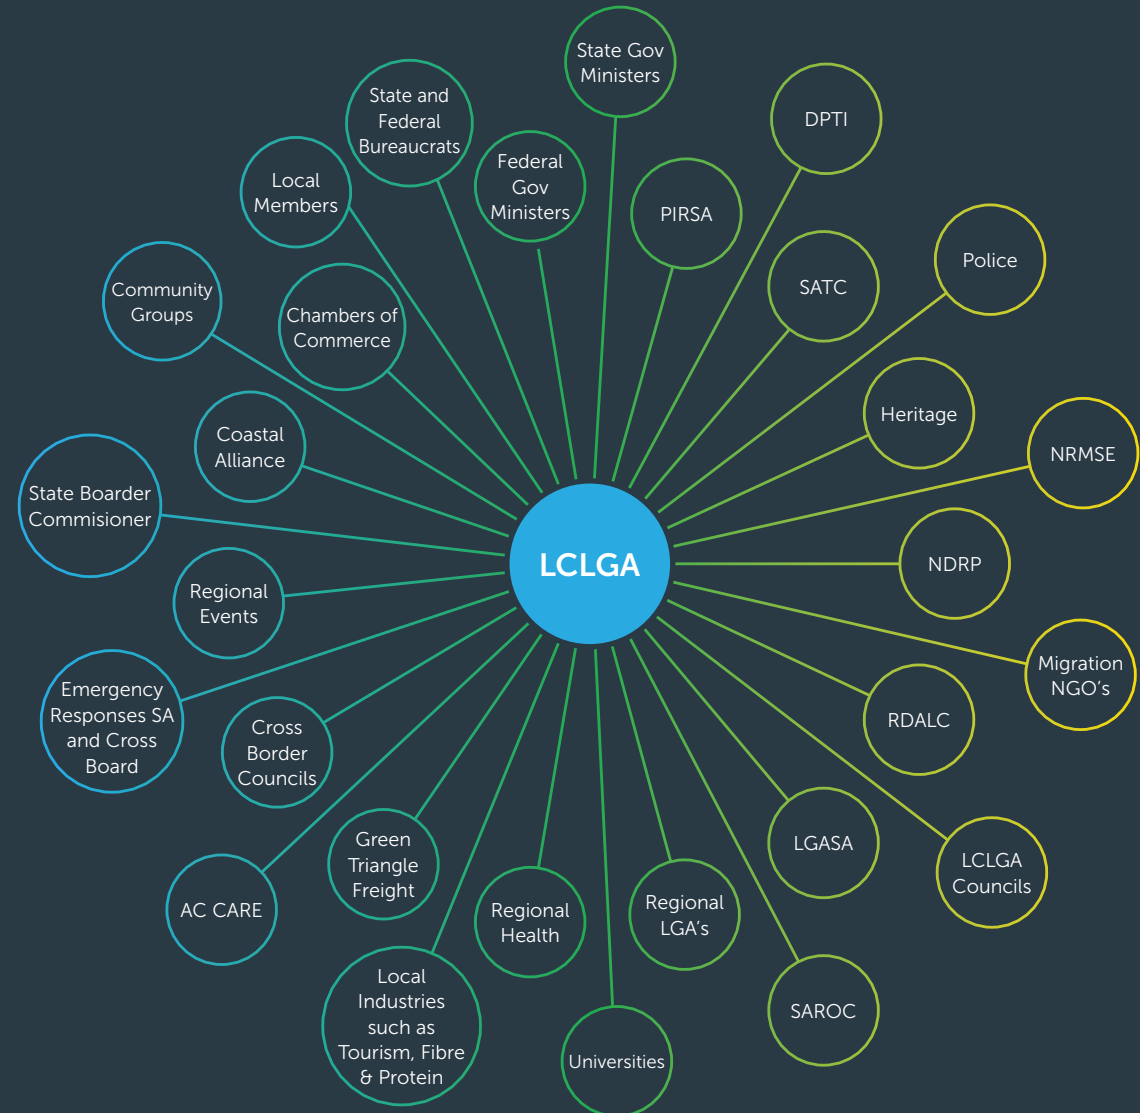 State Gov
Ministers
DPTI
State and
Federal
Bureaucrats
Federal
Gov
Ministers
Local
Members
PIRSA
Police
SATC
Community
Groups
Chambers of
Commerce
Heritage
Coastal
Alliance
NRMSE
State Boarder
Commisioner
LCLGA
NDRP
Regional
Events
Migration
NGO's
Emergency
Responses SA
and Cross
Board
RDALC
Cross
Border
Councils
LGASA
Green
Triangle
Freight
LCLGA
Councils
AC CARE
Regional
Health
Regional
LGA's
Local
Industries
such as
Tourism, Fibre
& Protein
SAROC
Universities